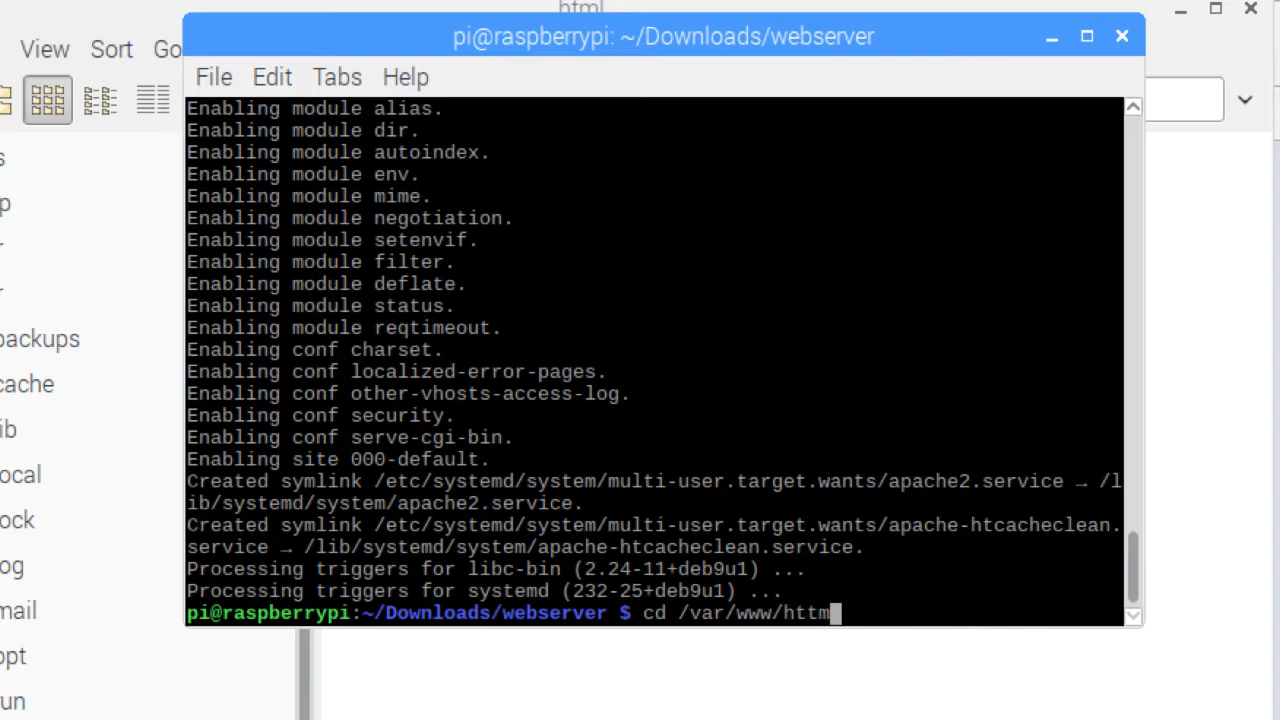 html
View Sort Go
pi@raspberrypi: ~/Downloads/webserver
File Edit Tabs Help
Enabling module alias.
Enabling module dir.
Enabling module autoindex.
Enabling module env.
Enabling module mime.
Enabling module negotiation.
Enabling module setenvif.
Enabling module filter.
Enabling module deflate.
Enabling module status.
Enabling module reqtimeout.
Enabling conf charset.
Enabling conf localized-error-pages.
Enabling conf other-vhosts-access-log.
Enabling conf security.
Enabling conf serve-cgi-bin.
Enabling site 000-default.
Created symlink /etc/systemd/system/multi-user.target.wants/apache2.service → /l
ib/systemd/system/apache2.service.
Created symlink /etc/systemd/system/multi-user.target.wants/apache-htcacheclean.
service → /lib/systemd/system/apache-htcacheclean.service.
Processing triggers for libc-bin (2.24-11+deb9u1) ...
Processing triggers for systemd (232-25+deb9u1) ...
pi@raspberrypi:~/Downloads/webserver $ cd /var/www/httm
s
p
r
r
backups
cache
ib
ocal
ock
og
mail
opt
un